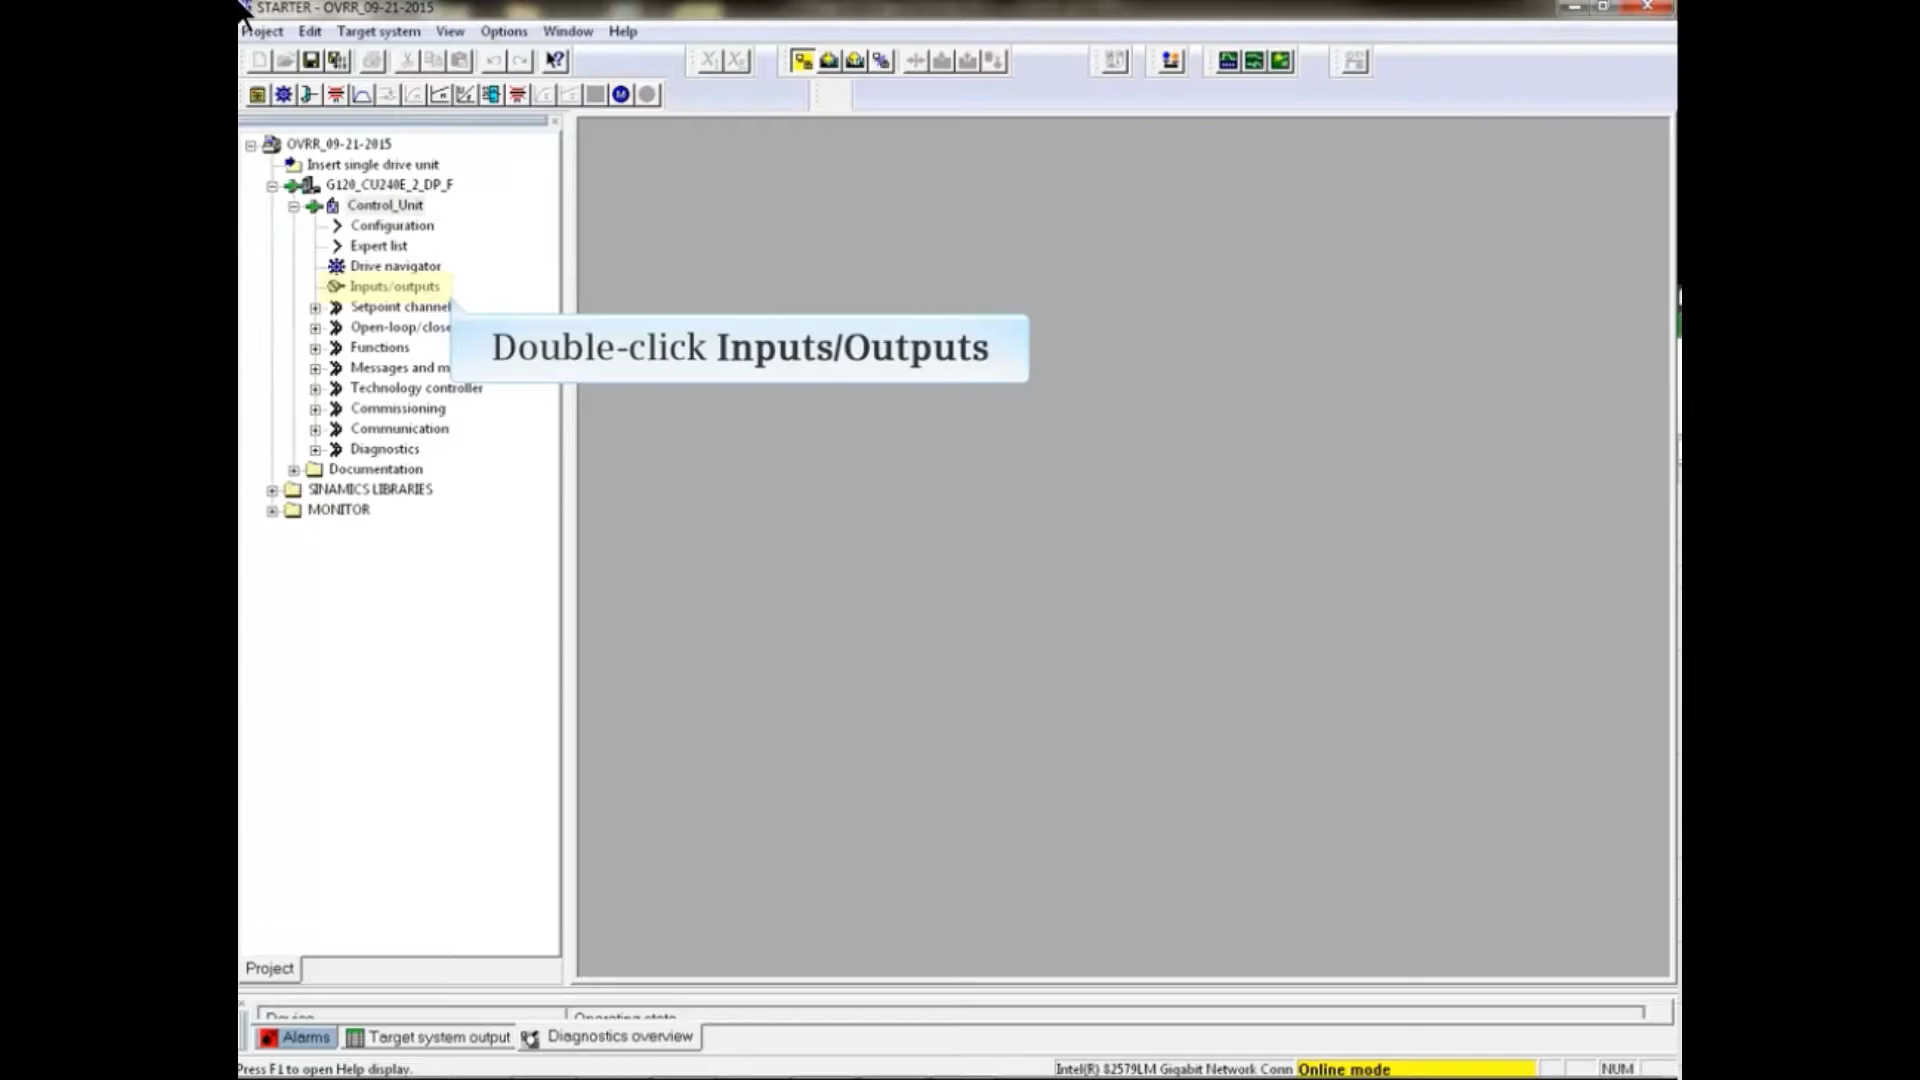 STARTER - OVRR_09-21-2015
Project Edit Target system View Options Window Help
OVRR_09-21-2015
Insert single drive unit
G120_CU240E_2_DP_F
Control_Unit
Configuration
Expert list
Drive navigator
Inputs/outputs
Setpoint channel
Open-loop/close
Double-click Inputs/Outputs
Functions
Messages and m
Technology controller
Commissioning
Communication
Diagnostics
Documentation
SINAMICS LIBRARIES
MONITOR
Project
Device Operating state
Alarms Target system output Diagnostics overview
Press F1 to open Help display. Intel(R) 82579LM Gigabit Network Conn Online mode NUM